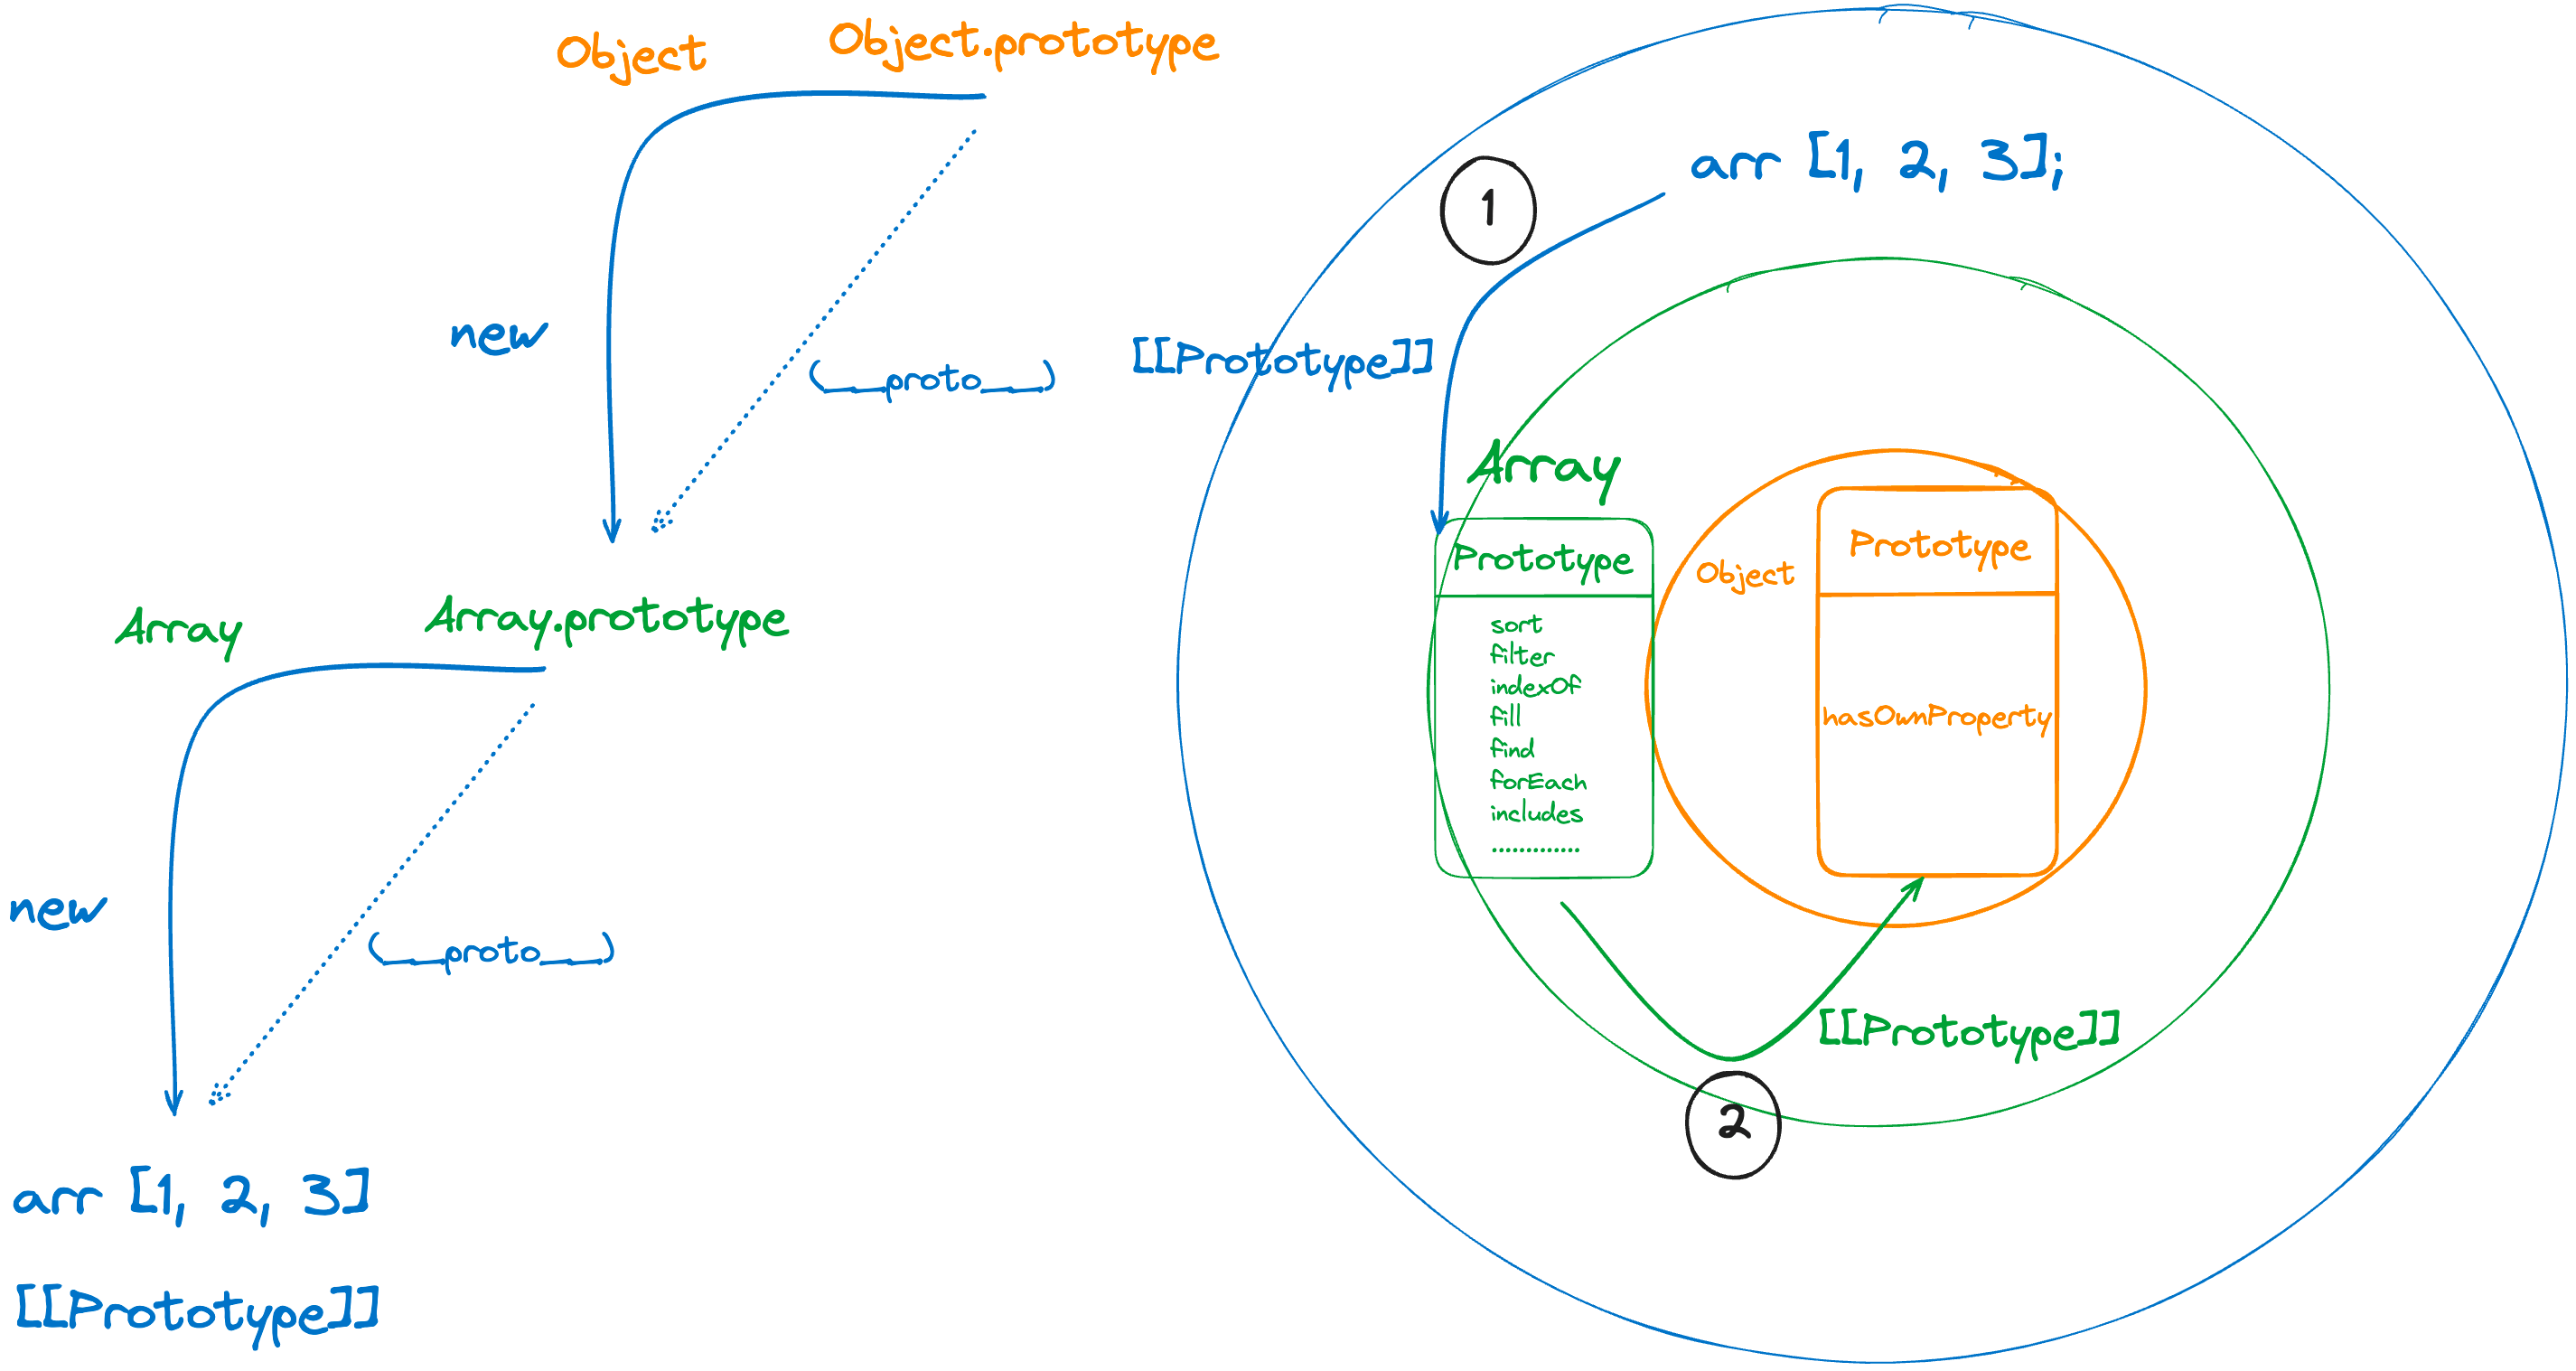 Object
Object.prototype
new
(__proto__)
Array
Array.prototype
new
(__proto__)
arr [1, 2, 3]
[[Prototype]]
1
arr [1, 2, 3];
[[Prototype]]
Array
Prototype
sort
filter
indexOf
fill
find
forEach
includes
.............
Object
Prototype
hasOwnProperty
[[Prototype]]
2